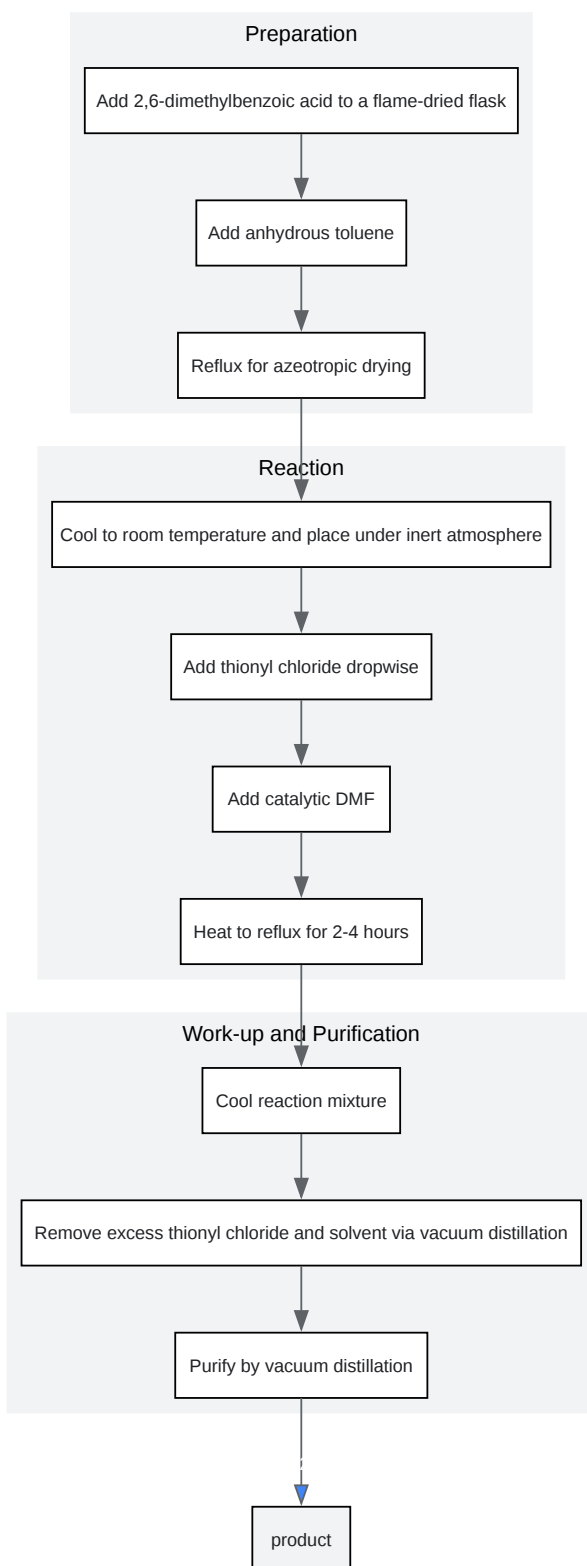 Preparation
Add 2,6-dimethylbenzoic acid to a flame-dried flask
Add anhydrous toluene
Reflux for azeotropic drying
Reaction
Cool to room temperature and place under inert atmosphere
Add thionyl chloride dropwise
Add catalytic DMF
Heat to reflux for 2-4 hours
Work-up and Purification
Cool reaction mixture
Remove excess thionyl chloride and solvent via vacuum distillation
Purify by vacuum distillation
product